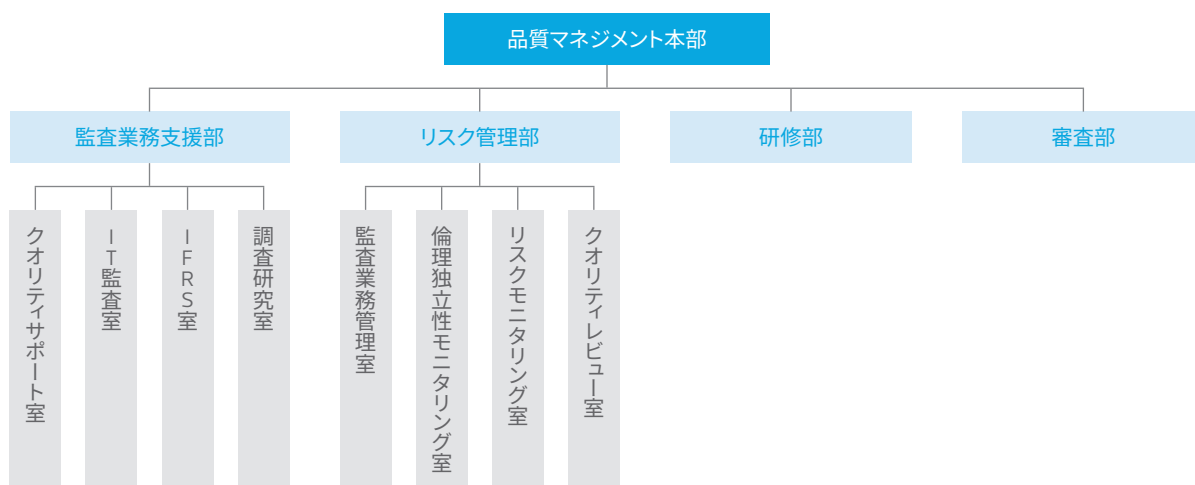 品質マネジメント本部
監査業務支援部
リスク管理部
研修部
審査部
クオリティサポート室
IT監査室
IFRS室
調査研究室
監査業務管理室
倫理独立性モニタリング室
リスクモニタリング室
クオリティレビュー室